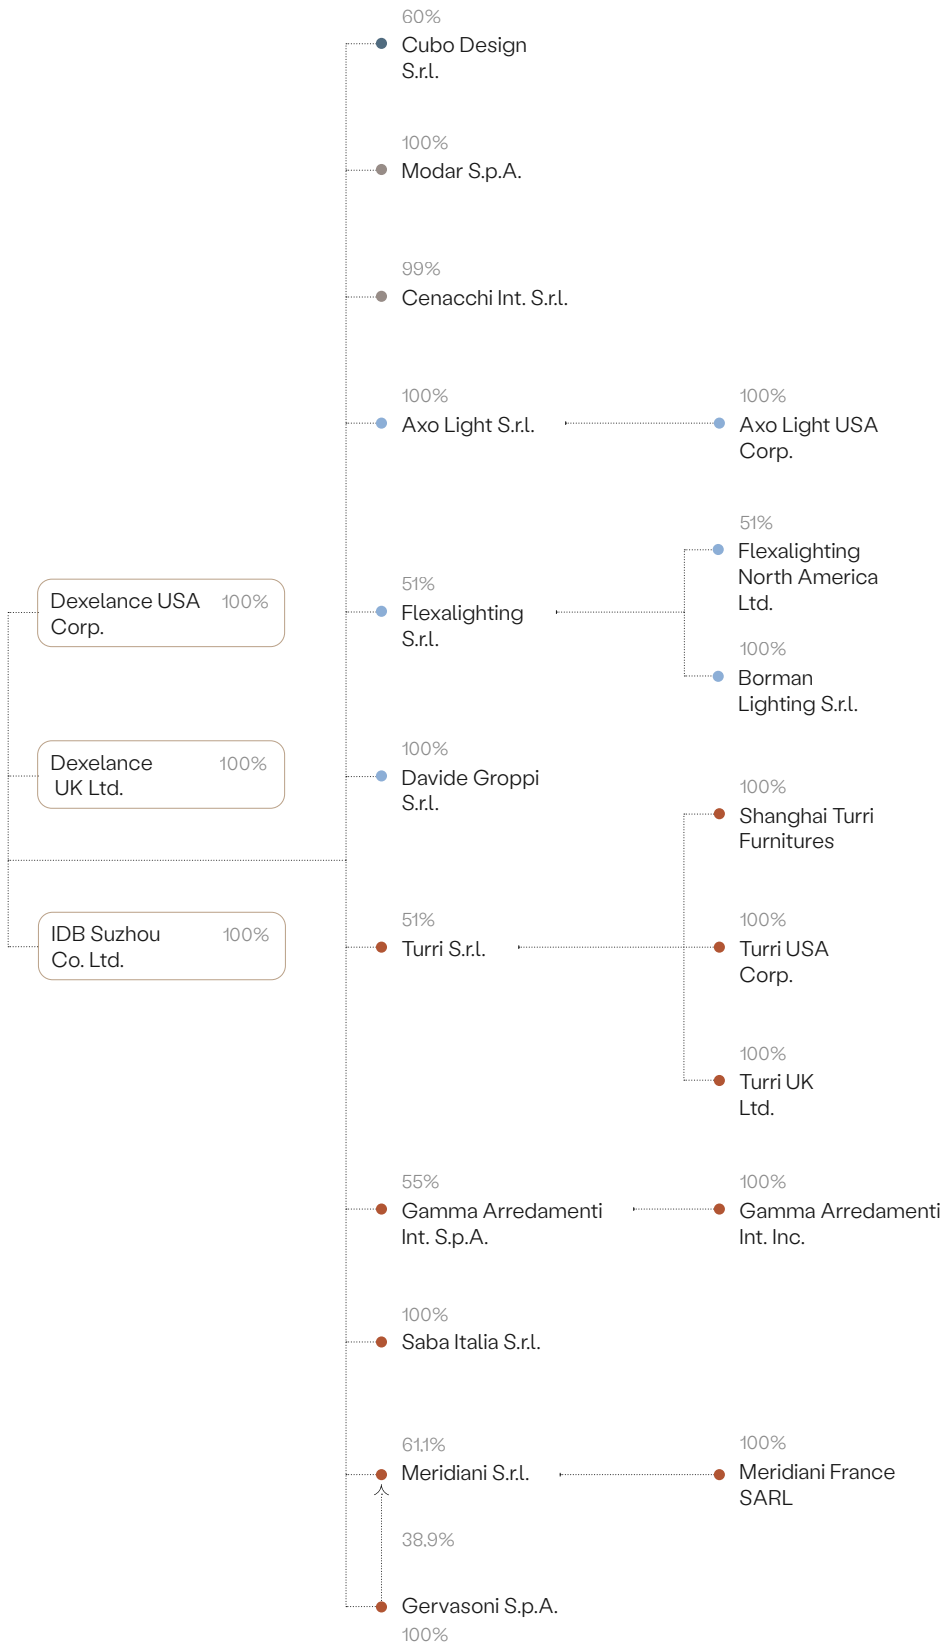 60%
Cubo Design
S.r.l.
100%
Modar S.p.A.
99%
Cenacchi Int. S.r.l.
100%
Axo Light S.r.l.
100%
Axo Light USA
Corp.
51%
Flexalighting
S.r.l.
51%
Flexalighting
North America
Ltd.
100%
Borman
Lighting S.r.l.
Dexelance USA 100%
Corp.
Dexelance 100%
UK Ltd.
IDB Suzhou 100%
Co. Ltd.
100%
Davide Groppi
S.r.l.
51%
Turri S.r.l.
100%
Shanghai Turri
Furnitures
100%
Turri USA
Corp.
100%
Turri UK
Ltd.
55%
Gamma Arredamenti
Int. S.p.A.
100%
Gamma Arredamenti
Int. Inc.
100%
Saba Italia S.r.l.
61,1%
Meridiani S.r.l.
100%
Meridiani France
SARL
38,9%
Gervasoni S.p.A.
100%